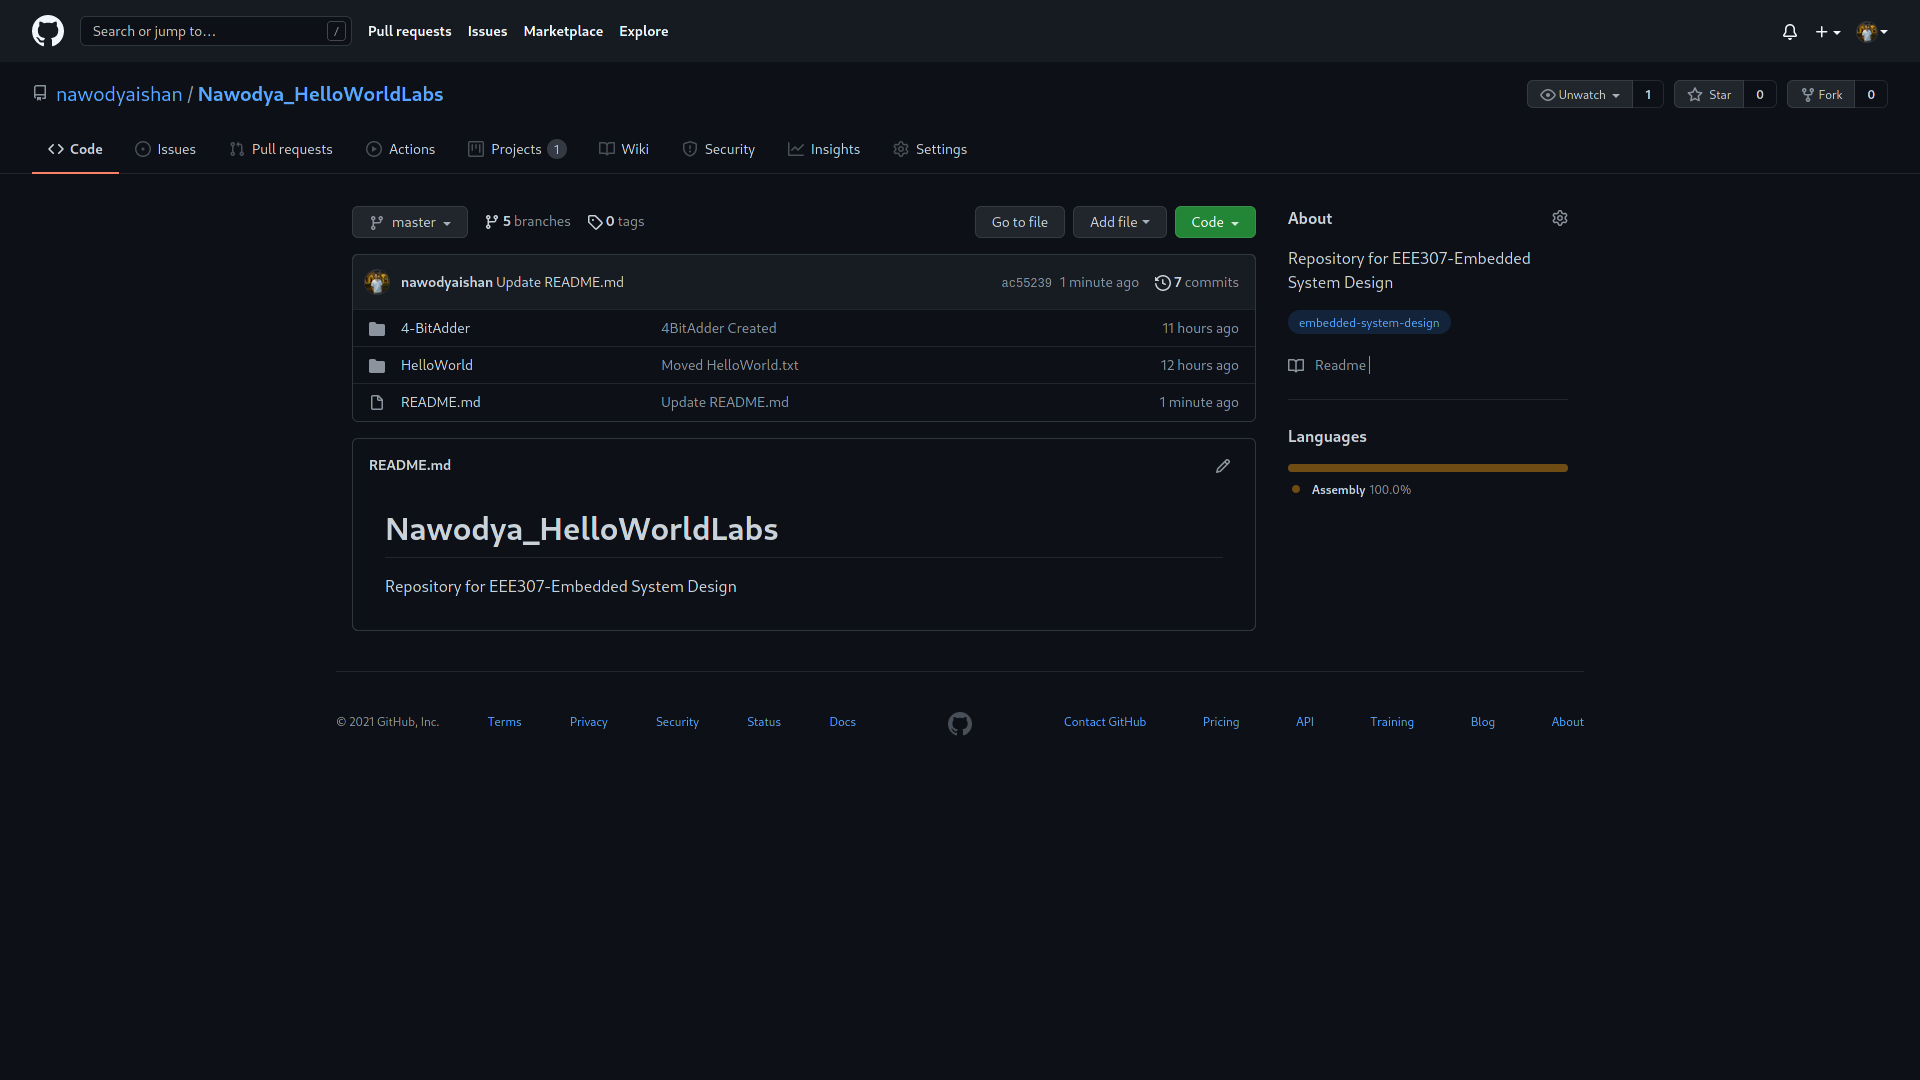 Search or jump to… /
Pull requests Issues Marketplace Explore
nawodyaishan / Nawodya_HelloWorldLabs
Unwatch 1 Star 0 Fork 0
Code Issues Pull requests Actions Projects 1 Wiki Security Insights Settings
master 5 branches 0 tags
Go to file Add file Code
nawodyaishan Update README.md ac55239 1 minute ago 7 commits
4-BitAdder 4BitAdder Created 11 hours ago
HelloWorld Moved HelloWorld.txt 12 hours ago
README.md Update README.md 1 minute ago
README.md
Nawodya_HelloWorldLabs
Repository for EEE307-Embedded System Design
About
Repository for EEE307-Embedded
System Design
embedded-system-design
Readme
Languages
Assembly 100.0%
© 2021 GitHub, Inc. Terms Privacy Security Status Docs Contact GitHub Pricing API Training Blog About